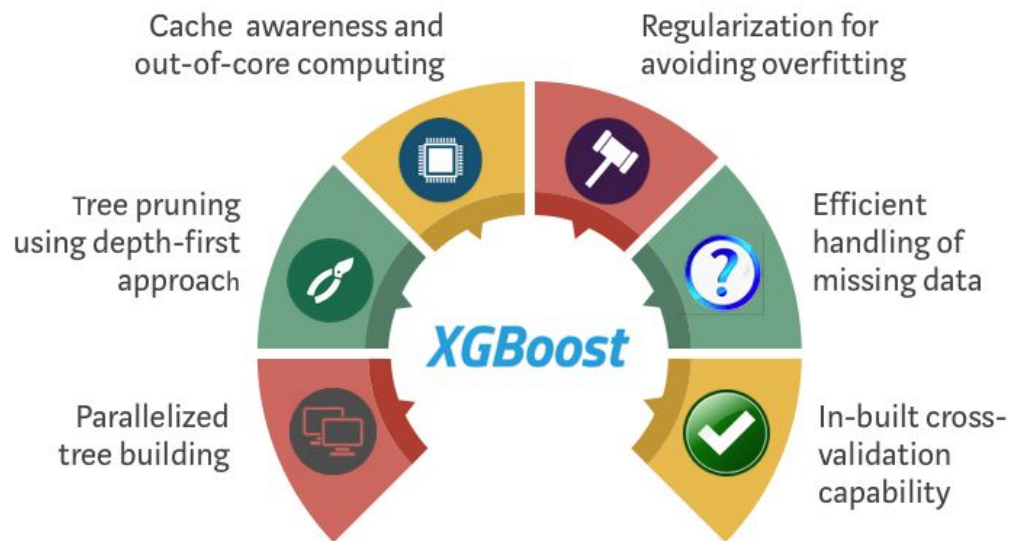 Cache awareness and
out-of-core computing
Regularization for
avoiding overfitting
Tree pruning
using depth-first
approach
Efficient
handling of
missing data
?
XGBoost
Parallelized
tree building
In-built cross-
validation
capability